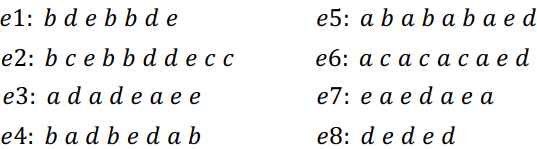 e1: b d e b b d e
e2: b c e b b d d e c c
e3: a d a d e a e e
e4: b a d b e d a b
e5: a b a b a b a e d
e6: a c a c a c a e d
e7: e a e d a e a
e8: d e d e d